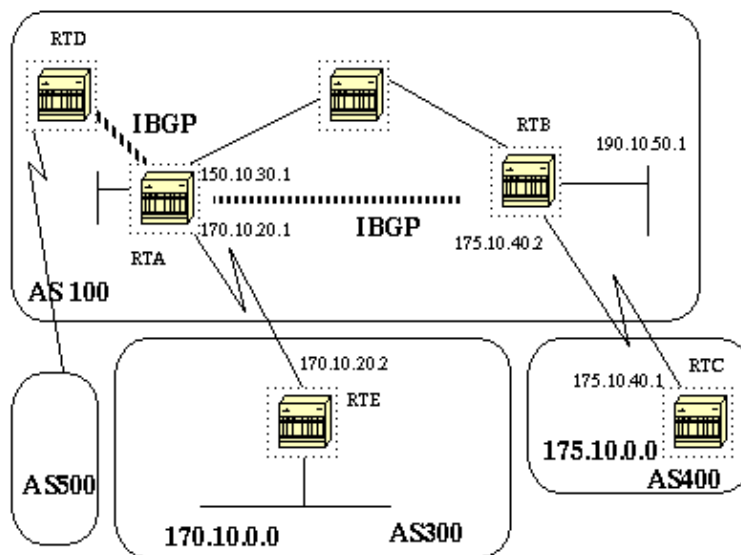 RTD
IBGP
RTB
190.10.50.1
150.10.30.1
170.10.20.1
IBGP
175.10.40.2
RTA
AS 100
170.10.20.2
RTE
RTC
175.10.40.1
175.10.0.0
AS400
AS500
170.10.0.0
AS300